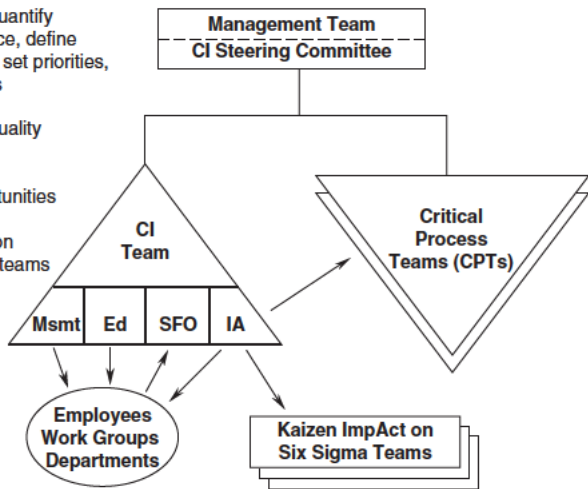 uantify
ce, define
set priorities,
s
uality
tunities
on
teams
Management Team
CI Steering Committee
CI
Team
Msmt Ed SFO IA
Critical
Process
Teams (CPTs)
Employees
Work Groups
Departments
Kaizen ImpAct on
Six Sigma Teams